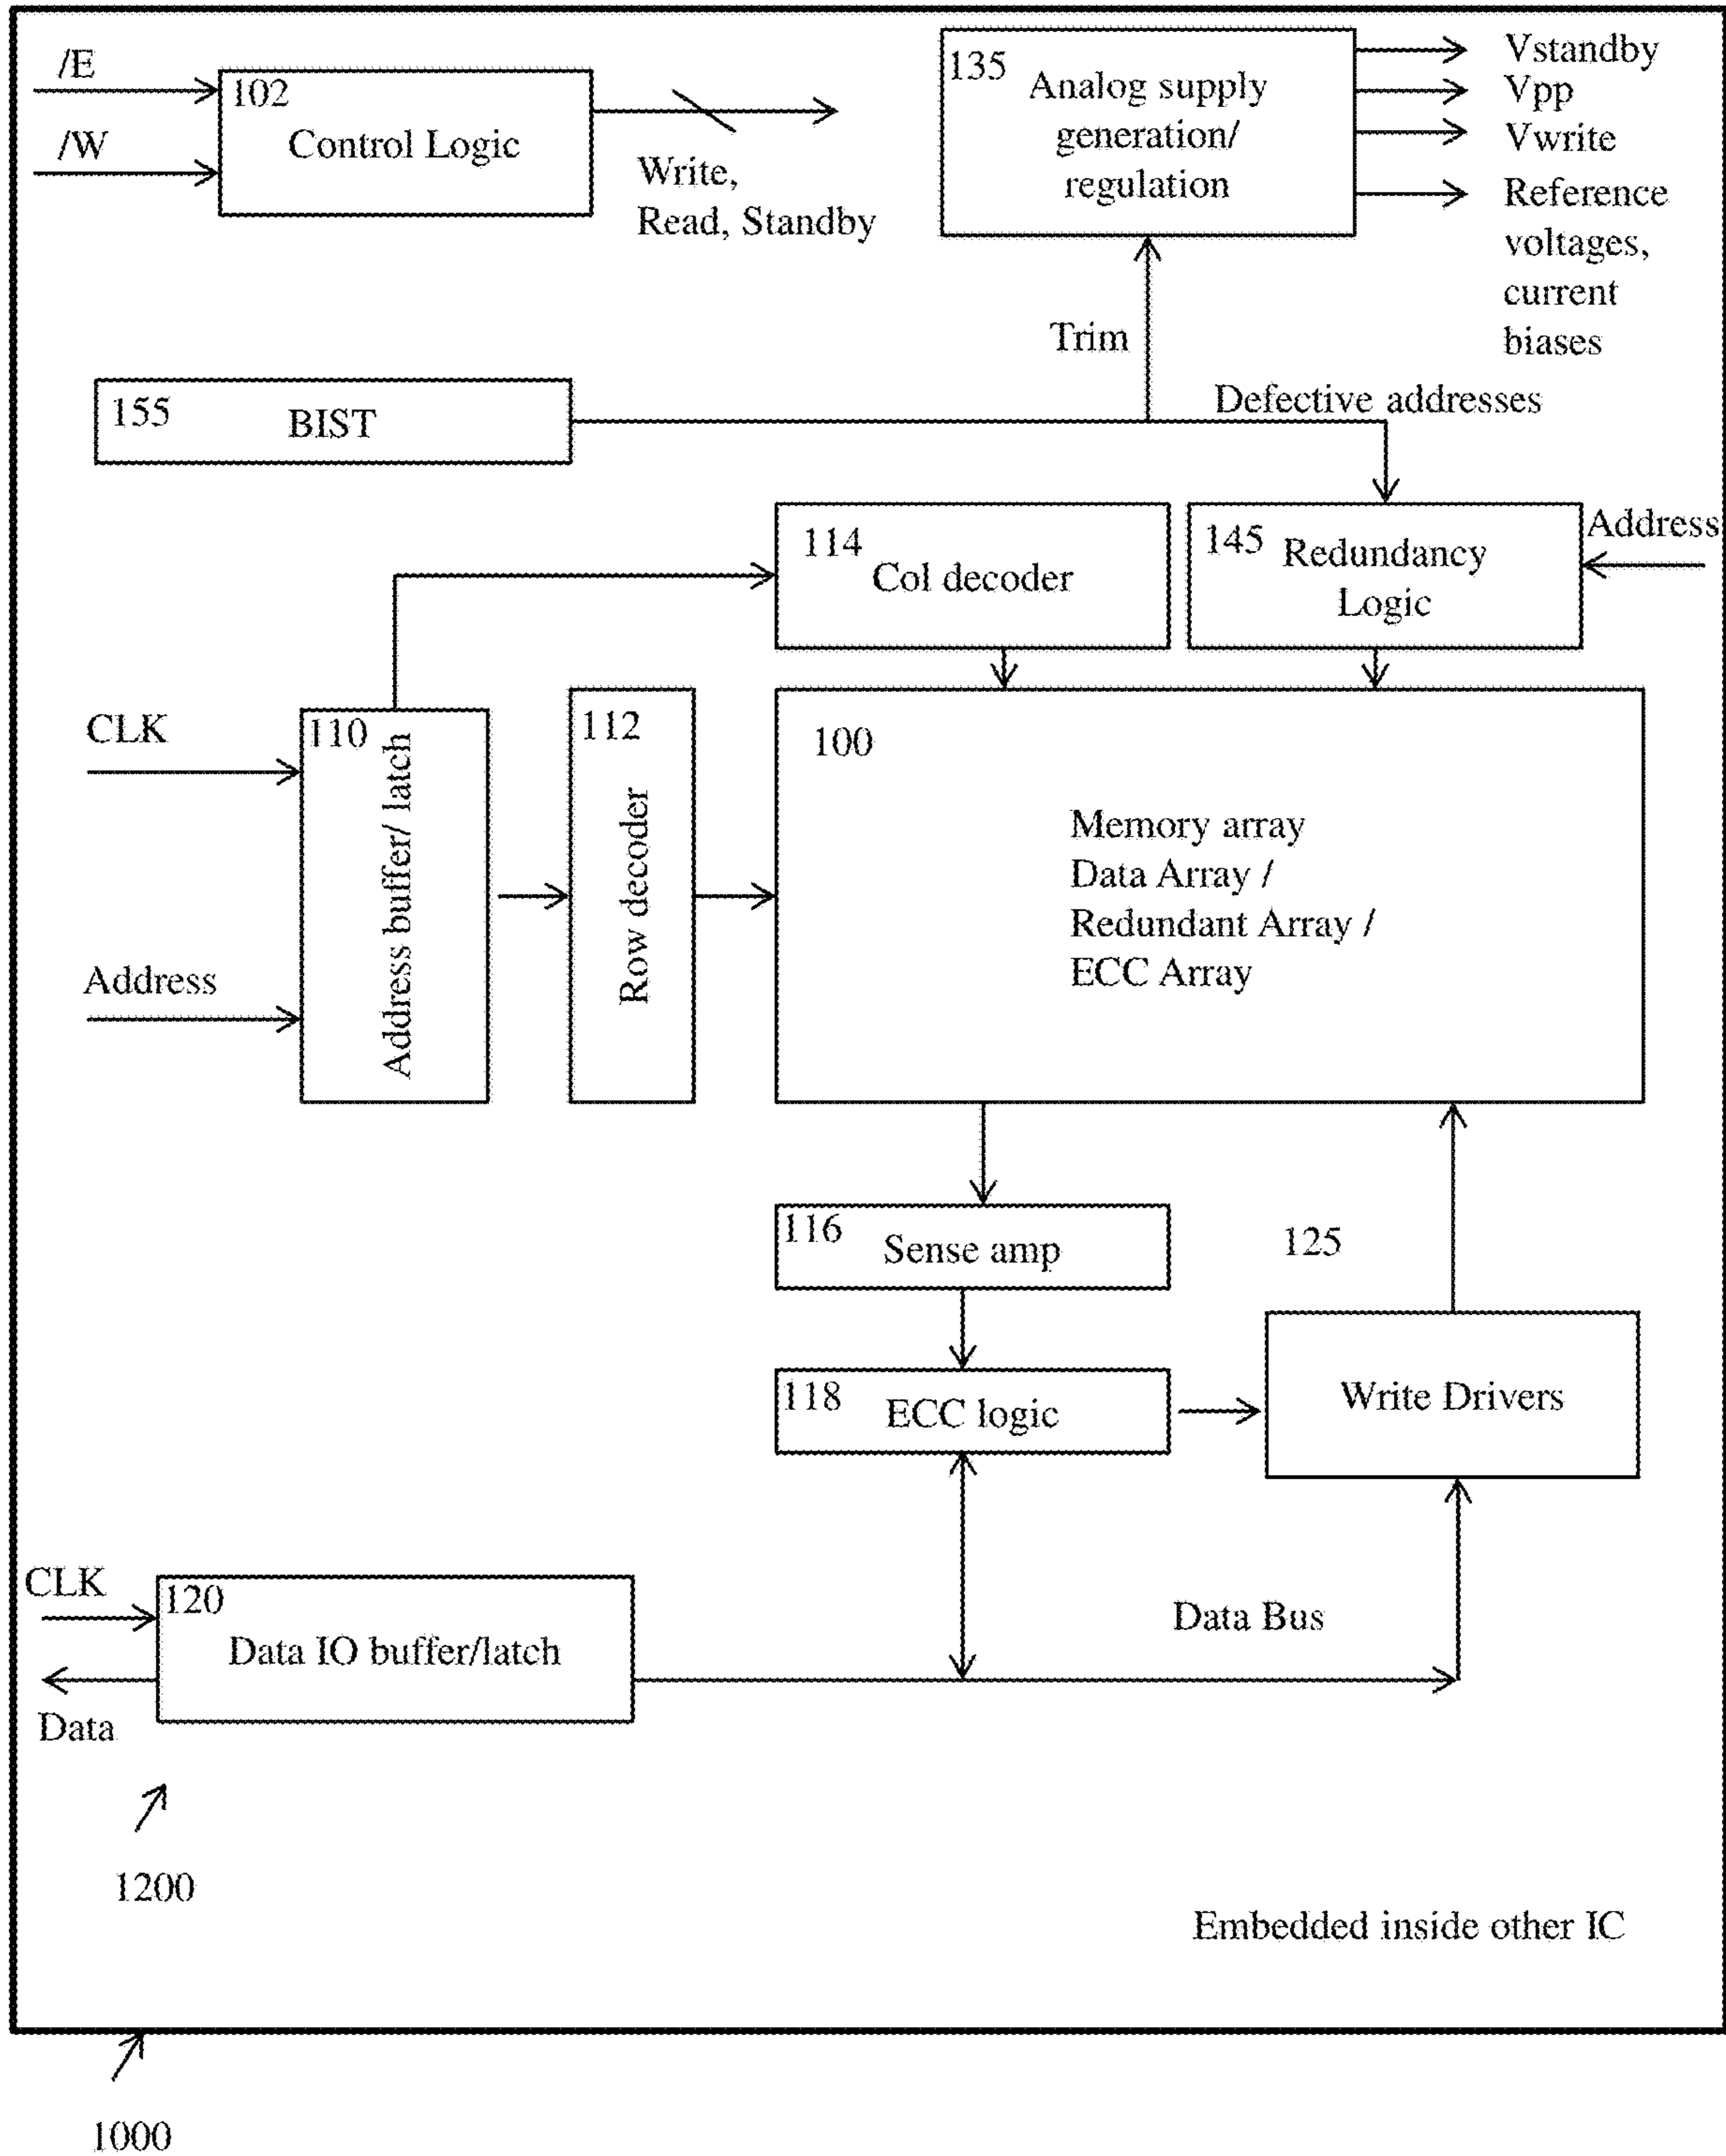 /E
/W
102
Control Logic
Write,
Read, Standby
135
Analog supply
generation/
regulation
Vstandby
Vpp
Vwrite
Reference
voltages,
current
biases
Trim
155
BIST
Defective addresses
114
Col decoder
145
Redundancy
Logic
Address
CLK
Address
110
Address buffer/ latch
112
Row decoder
100
Memory array
Data Array /
Redundant Array /
ECC Array
116
Sense amp
125
118
ECC logic
Write Drivers
CLK
Data
120
Data IO buffer/latch
Data Bus
1200
Embedded inside other IC
1000